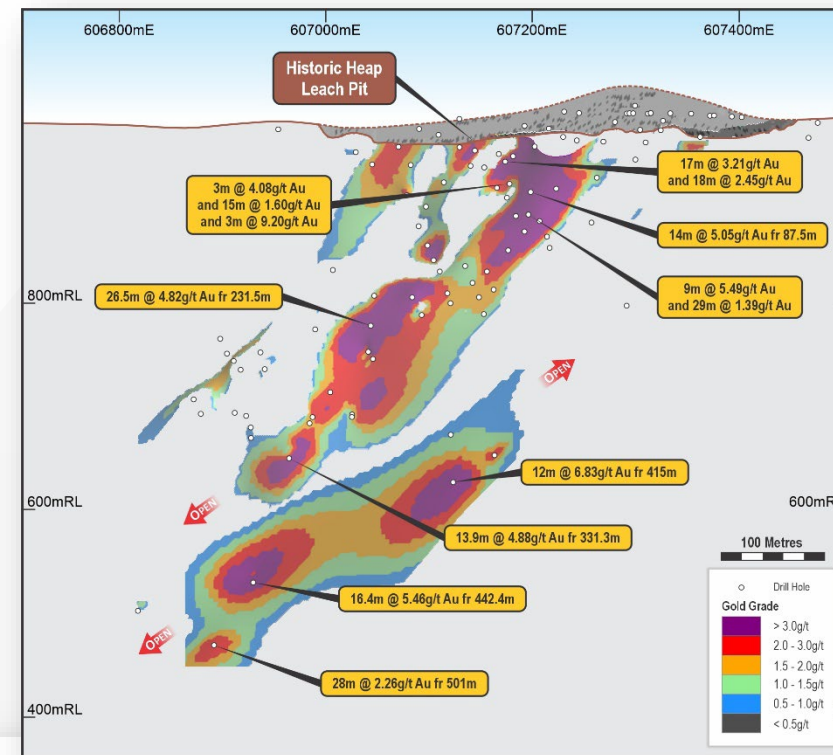 606800mE
607000mE
607200mE
607400mE
Historic Heap
Leach Pit
17m @ 3.21g/t Au
and 18m @ 2.45g/t Au
3m @ 4.08g/t Au
and 15m @ 1.60g/t Au
and 3m @ 9.20g/t Au
14m @ 5.05g/t Au fr 87.5m
9m @ 5.49g/t Au
and 29m @ 1.39g/t Au
800mRL
26.5m @ 4.82g/t Au fr 231.5m
OPEN
12m @ 6.83g/t Au fr 415m
600mRL
600mRL
OPEN
13.9m @ 4.88g/t Au fr 331.3m
100 Metres
16.4m @ 5.46g/t Au fr 442.4m
OPEN
28m @ 2.26g/t Au fr 501m
400mRL
Drill Hole
Gold Grade
> 3.0g/t
2.0 - 3.0g/t
1.5 - 2.0g/t
1.0 - 1.5g/t
0.5 - 1.0g/t
< 0.5g/t